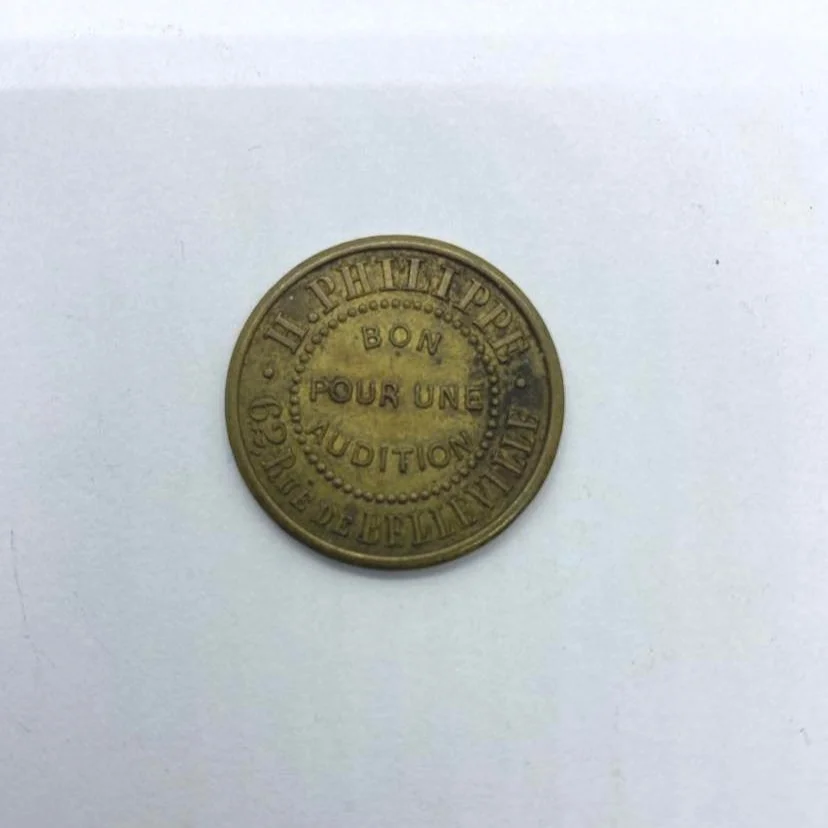 H. PHILIPPE
BON
POUR UNE
AUDITION
62, RUE DE BELLEVILLE